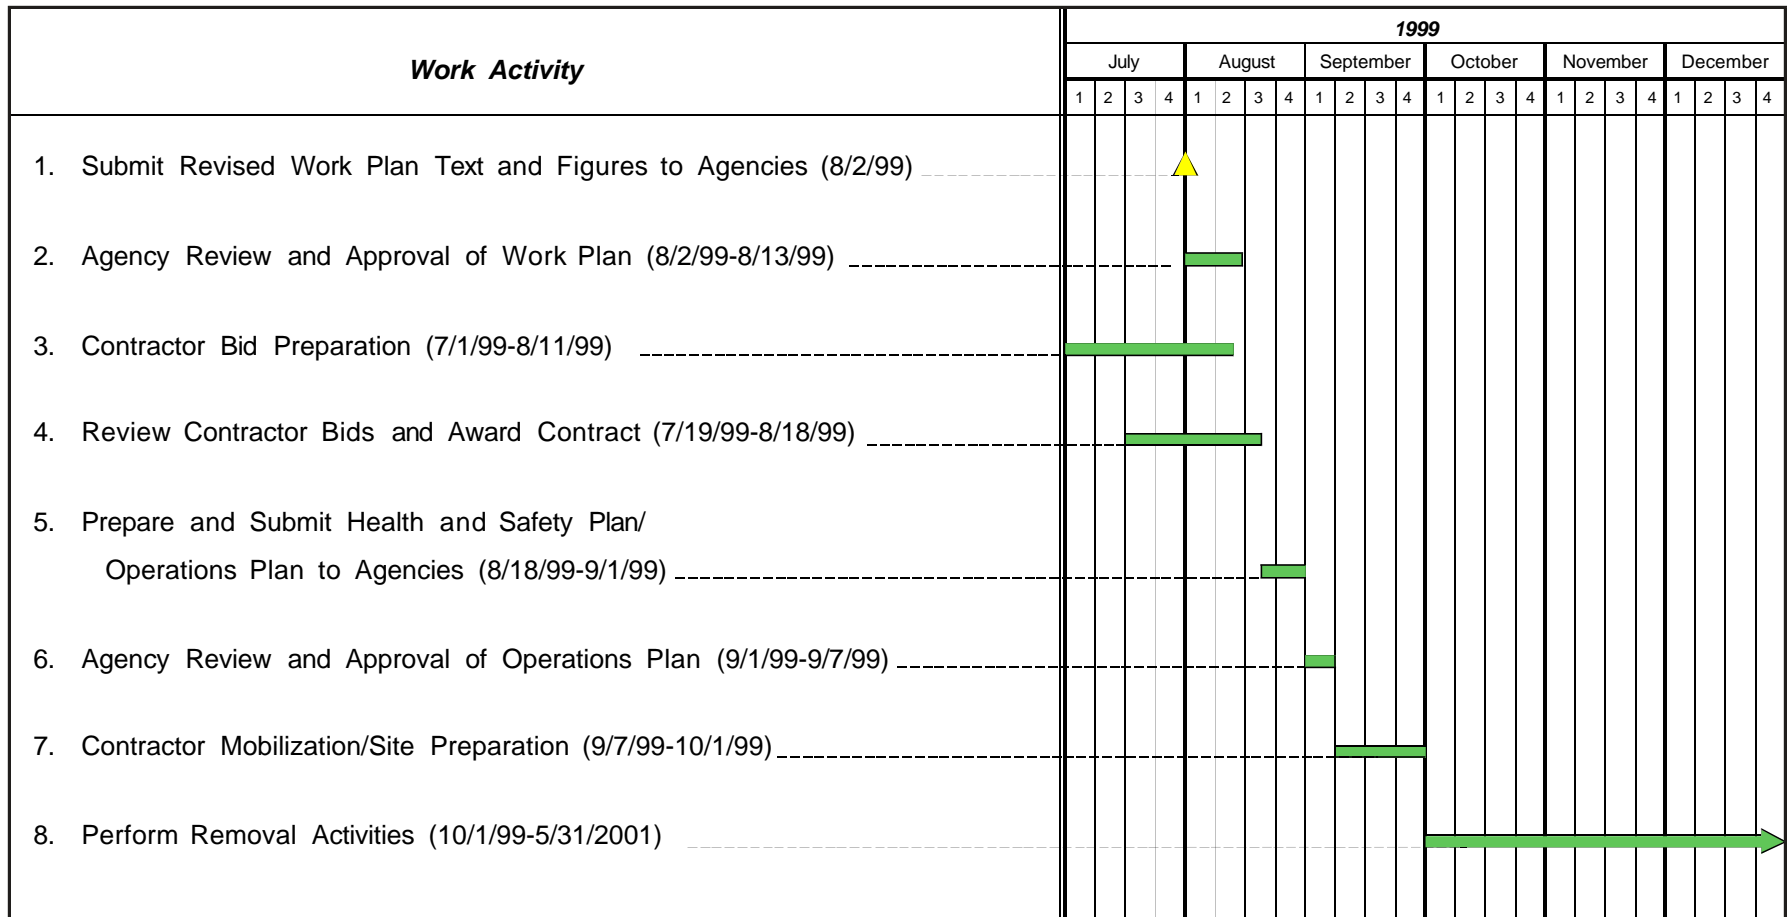 1999
Work Activity
July August September October November December
1 2 3 4 1 2 3 4 1 2 3 4 1 2 3 4 1 2 3 4 1 2 3 4
1. Submit Revised Work Plan Text and Figures to Agencies (8/2/99)
2. Agency Review and Approval of Work Plan (8/2/99-8/13/99)
3. Contractor Bid Preparation (7/1/99-8/11/99)
4. Review Contractor Bids and Award Contract (7/19/99-8/18/99)
5. Prepare and Submit Health and Safety Plan/
Operations Plan to Agencies (8/18/99-9/1/99)
6. Agency Review and Approval of Operations Plan (9/1/99-9/7/99)
7. Contractor Mobilization/Site Preparation (9/7/99-10/1/99)
8. Perform Removal Activities (10/1/99-5/31/2001)